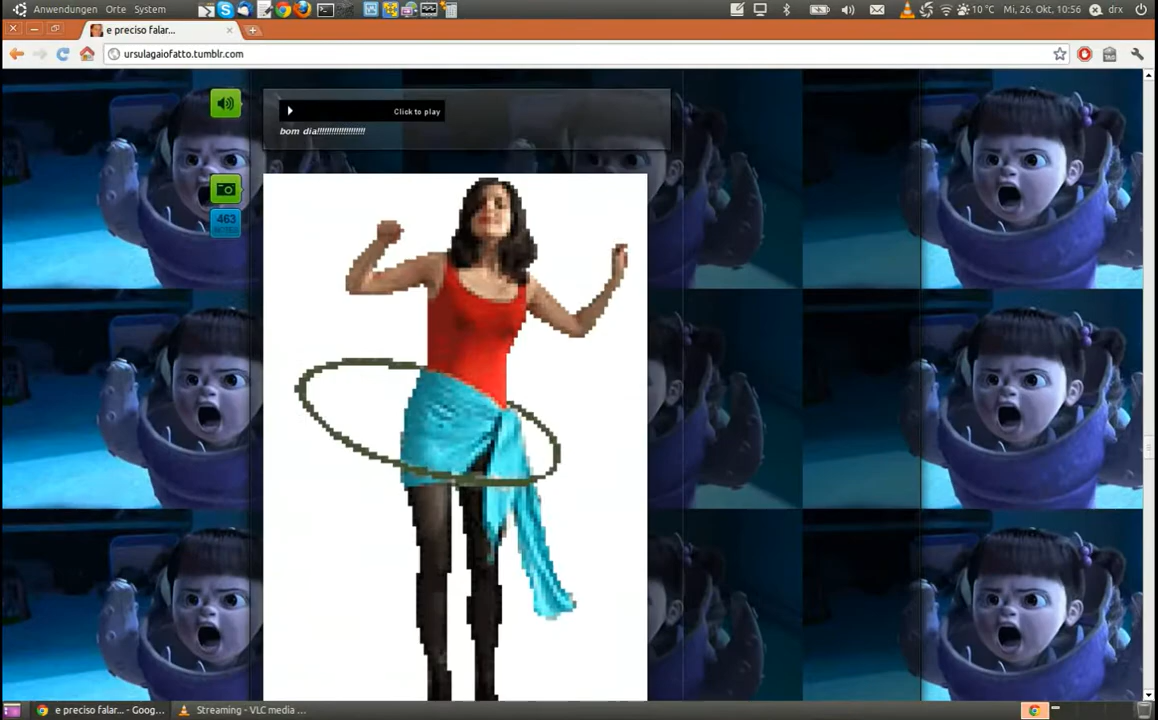 Anwendungen Orte System
10 °C Mi, 26. Okt, 10:56 drx
e preciso falar...
ursulagaiofatto.tumblr.com
Click to play
bom dia!!!!!!!!!!!!!!!!!!!!
463
e preciso falar... - Goog...
Streaming - VLC media ...